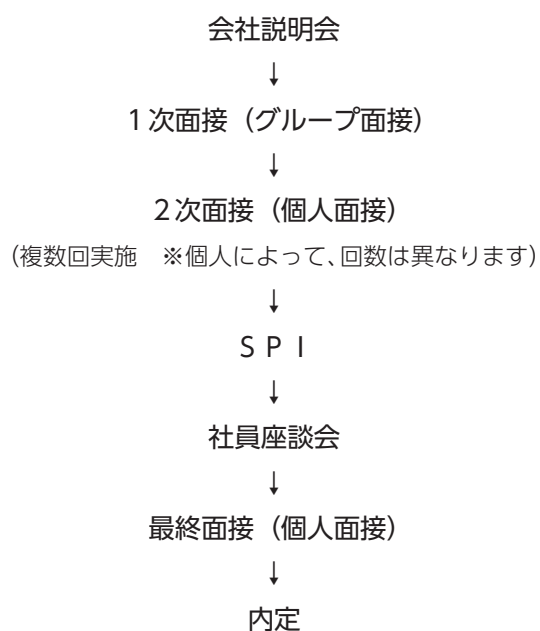 会社説明会
↓
1次面接（グループ面接）
↓
2次面接（個人面接）
（複数回実施　※個人によって、回数は異なります）
↓
ＳＰＩ
↓
社員座談会
↓
最終面接（個人面接）
↓
内定